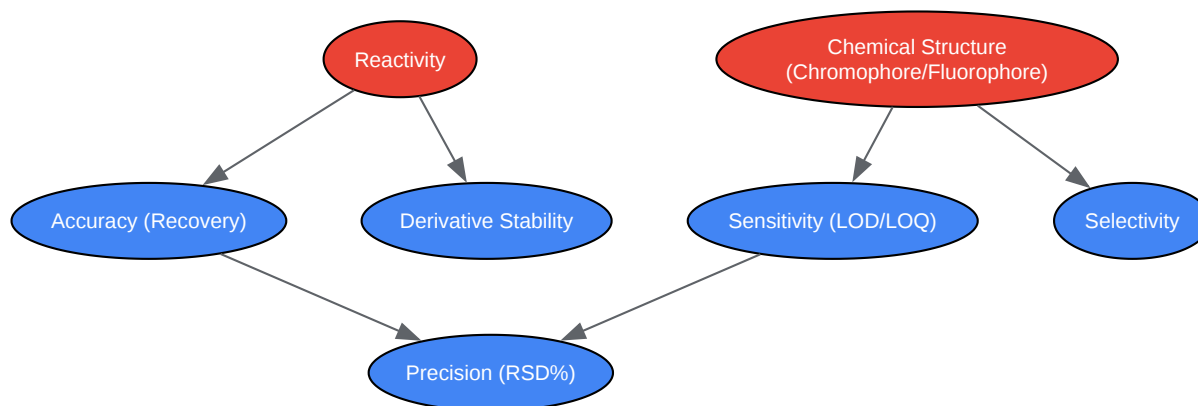 Reactivity
Chemical Structure
(Chromophore/Fluorophore)
Accuracy (Recovery)
Derivative Stability
Sensitivity (LOD/LOQ)
Selectivity
Precision (RSD%)